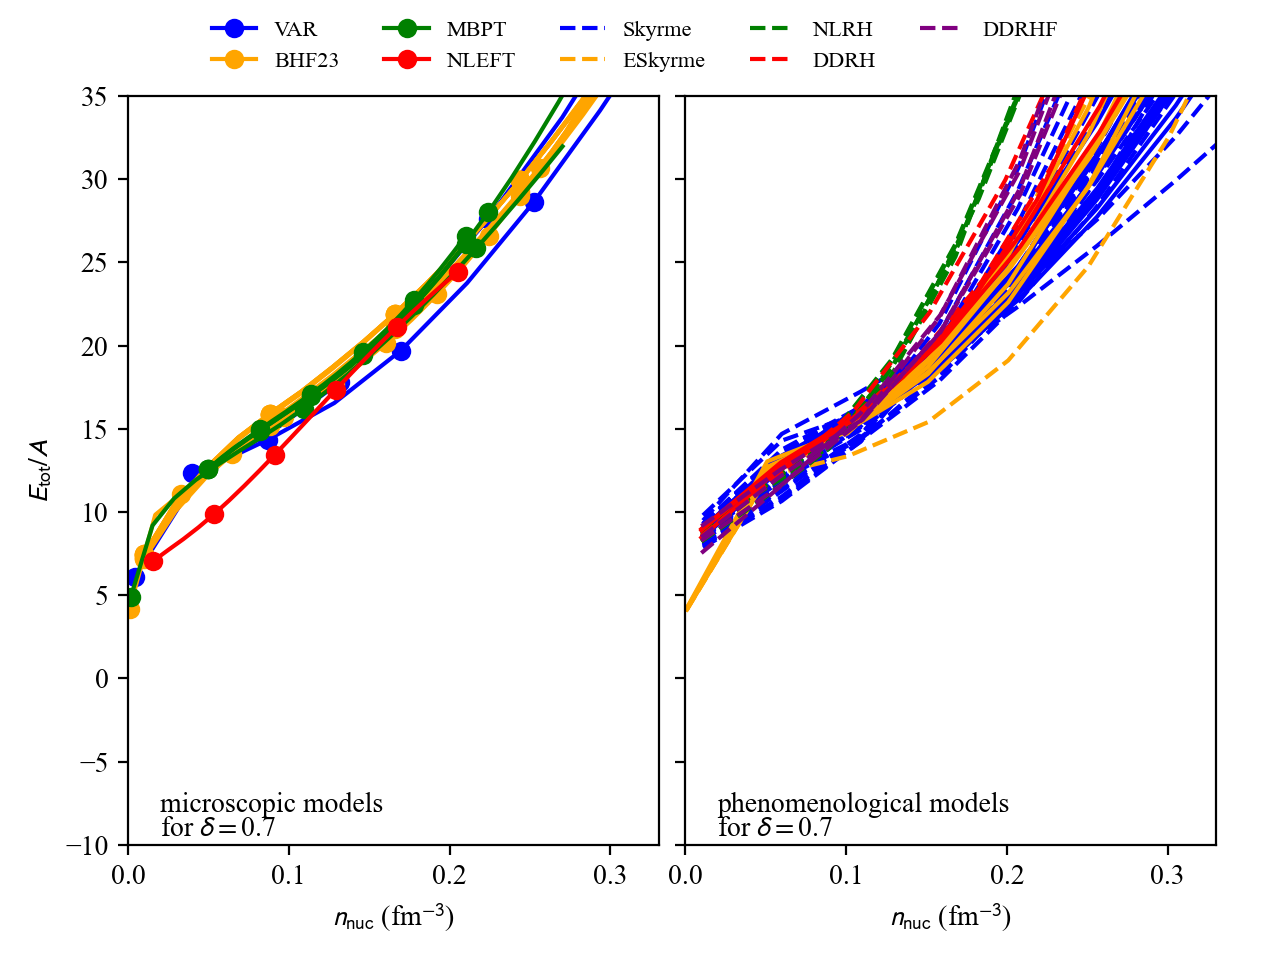 VAR MBPT Skyrme NLRH DDRHF
BHF23 NLEFT ESkyrme DDRH
35
30
25
20
15
10
5
0
−5
−10
E_tot/A
microscopic models
for δ = 0.7
phenomenological models
for δ = 0.7
0.0 0.1 0.2 0.3
0.0 0.1 0.2 0.3
n_nuc (fm⁻³)
n_nuc (fm⁻³)